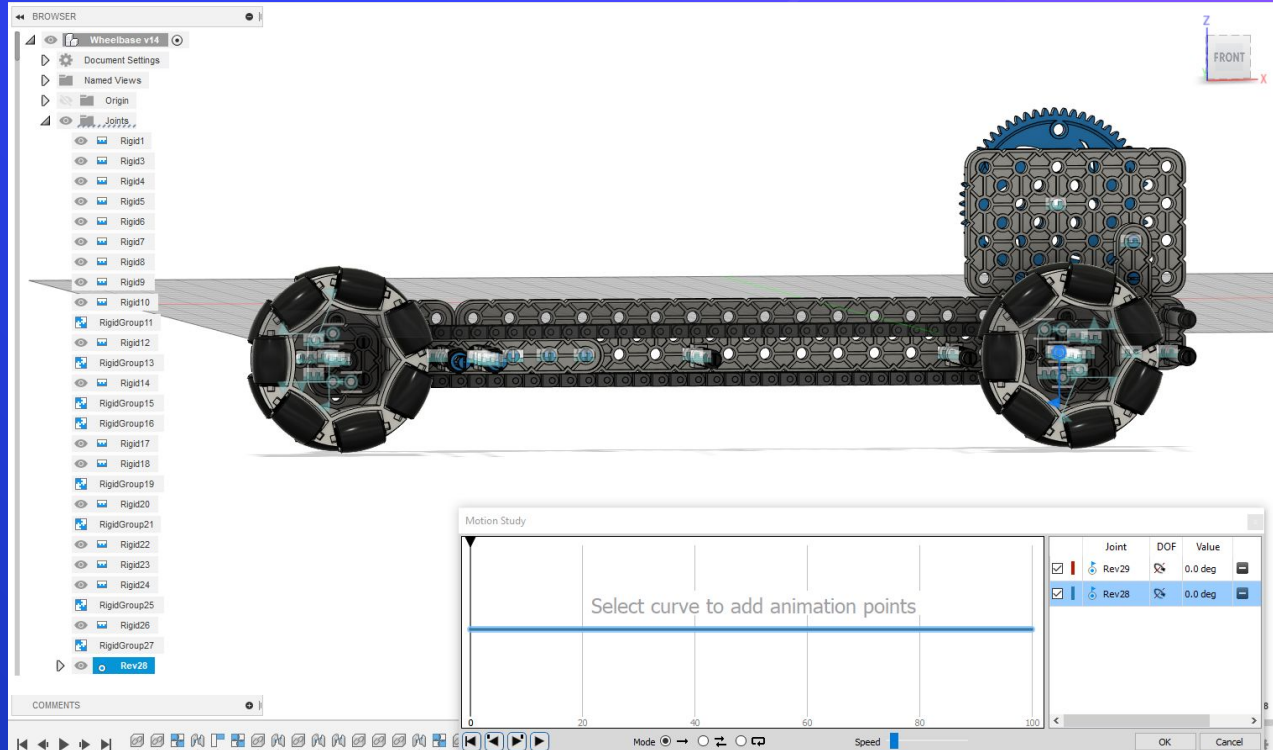 BROWSER
Wheelbase v14
Document Settings
Named Views
Origin
Joints
Rigid1
Rigid3
Rigid4
Rigid5
Rigid6
Rigid7
Rigid8
Rigid9
Rigid10
RigidGroup11
Rigid12
RigidGroup13
Rigid14
RigidGroup15
RigidGroup16
Rigid17
Rigid18
RigidGroup19
Rigid20
RigidGroup21
Rigid22
Rigid23
Rigid24
RigidGroup25
Rigid26
RigidGroup27
Rev28
COMMENTS
Z
FRONT
X
Motion Study
Select curve to add animation points
0 20 40 60 80 100
Joint DOF Value
Rev29 0.0 deg
Rev28 0.0 deg
8
Mode Speed
OK Cancel